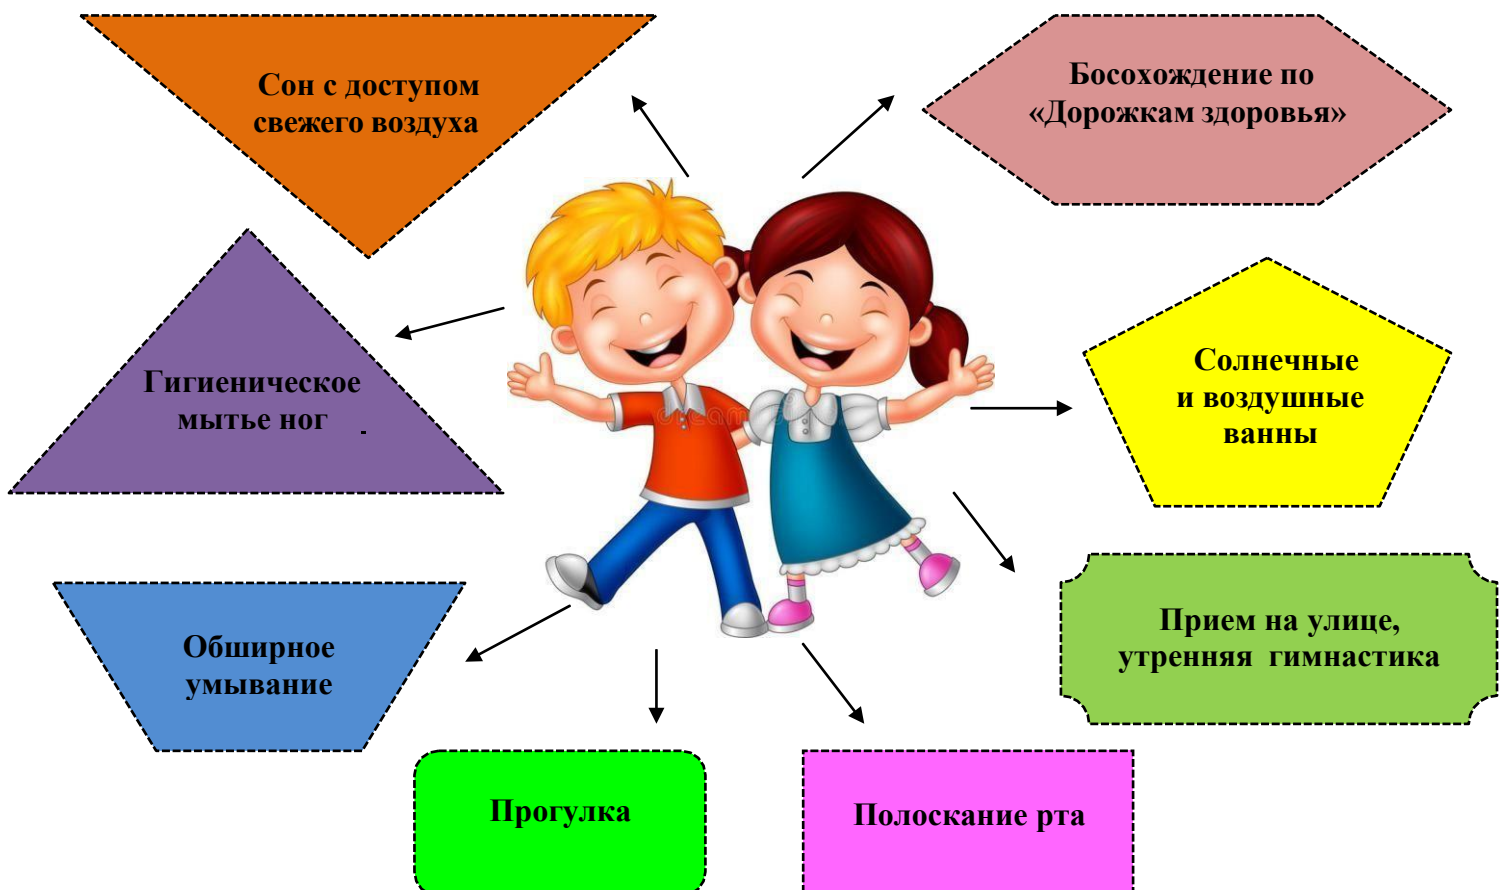 Сон с доступом
свежего воздуха
Босохождение по
«Дорожкам здоровья»
Гигиеническое
мытье ног -
Солнечные
и воздушные
ванны
Обширное
умывание
Прием на улице,
утренняя гимнастика
Прогулка
Полоскание рта